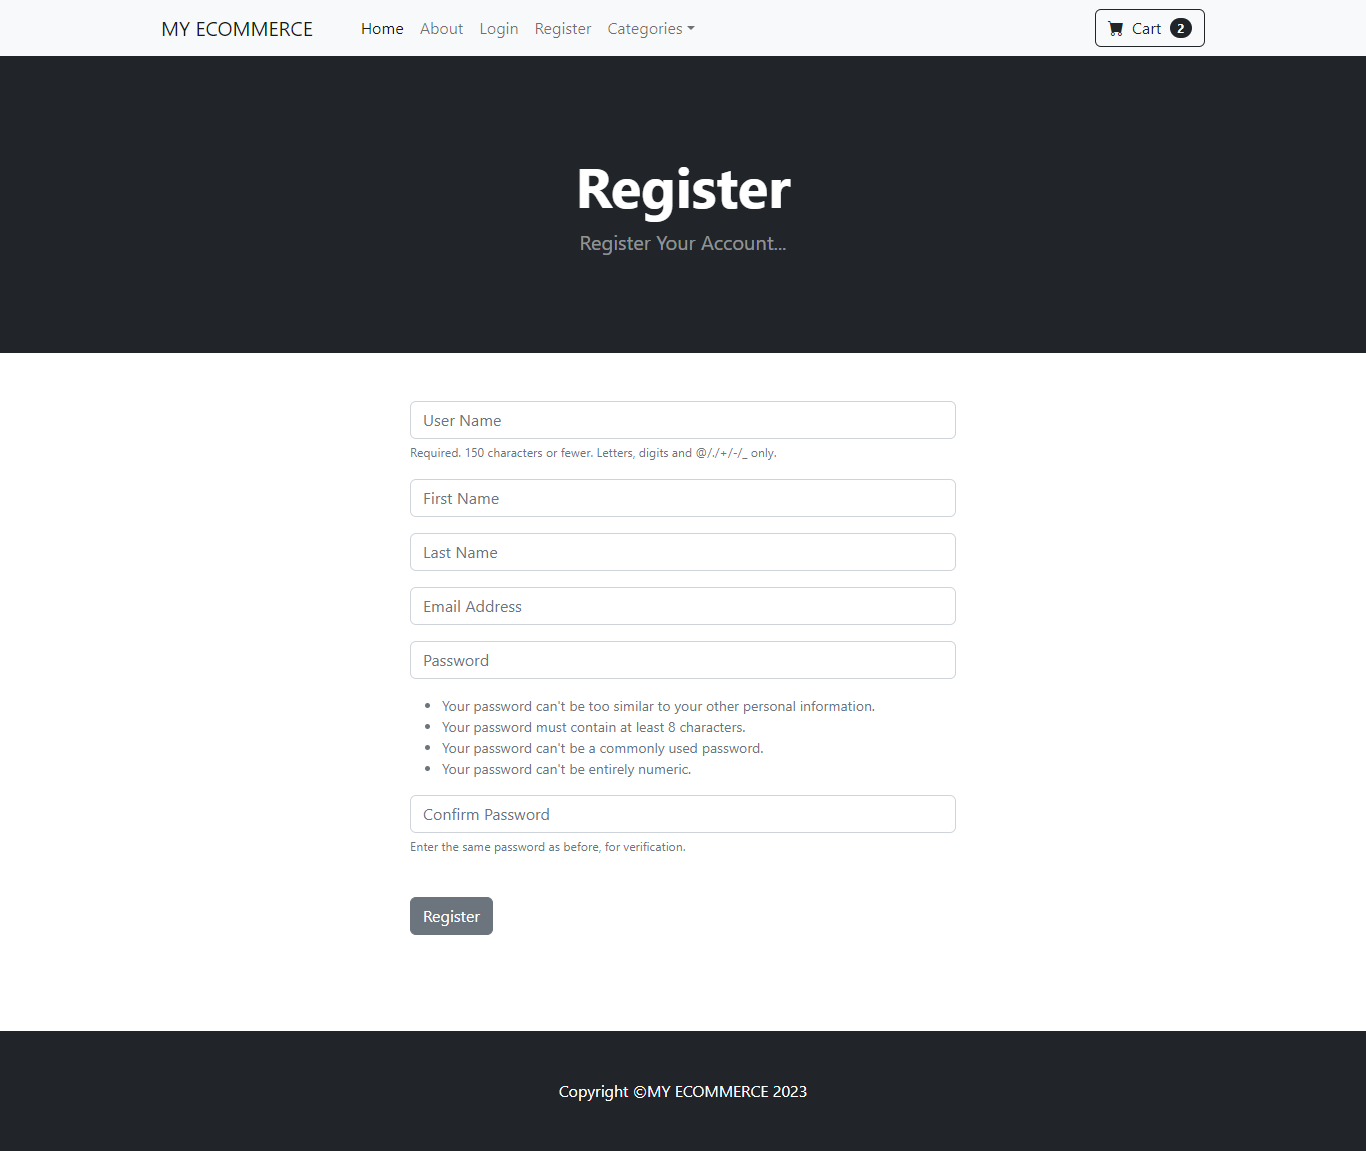 MY ECOMMERCE Home About Login Register Categories Cart 2
Register
Register Your Account...
User Name
Required. 150 characters or fewer. Letters, digits and @/./+/-/_ only.
First Name
Last Name
Email Address
Password
Your password can't be too similar to your other personal information.
Your password must contain at least 8 characters.
Your password can't be a commonly used password.
Your password can't be entirely numeric.
Confirm Password
Enter the same password as before, for verification.
Register
Copyright ©MY ECOMMERCE 2023